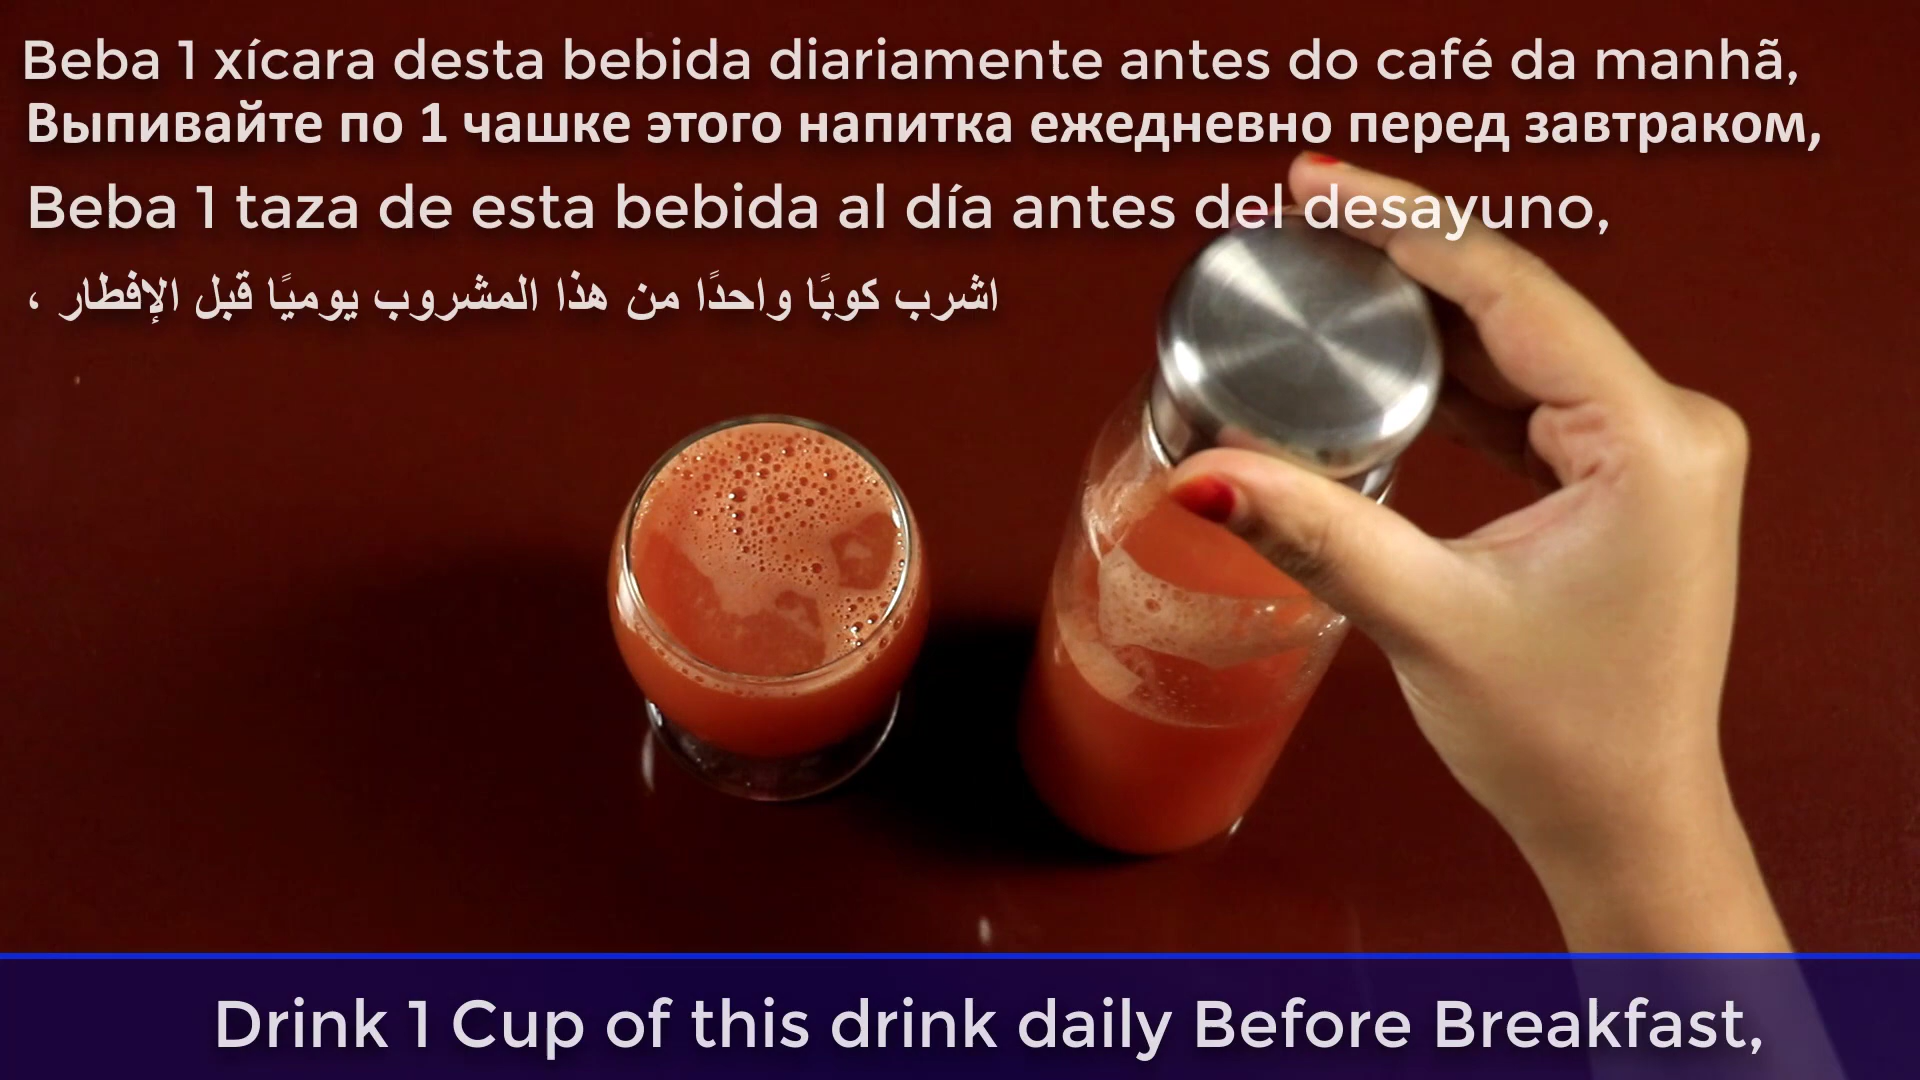 Beba 1 xícara desta bebida diariamente antes do café da manhã,
Выпивайте по 1 чашке этого напитка ежедневно перед завтраком,
Beba 1 taza de esta bebida al día antes del desayuno,
اشرب كوبًا واحدًا من هذا المشروب يوميًا قبل الإفطار ،
Drink 1 Cup of this drink daily Before Breakfast,